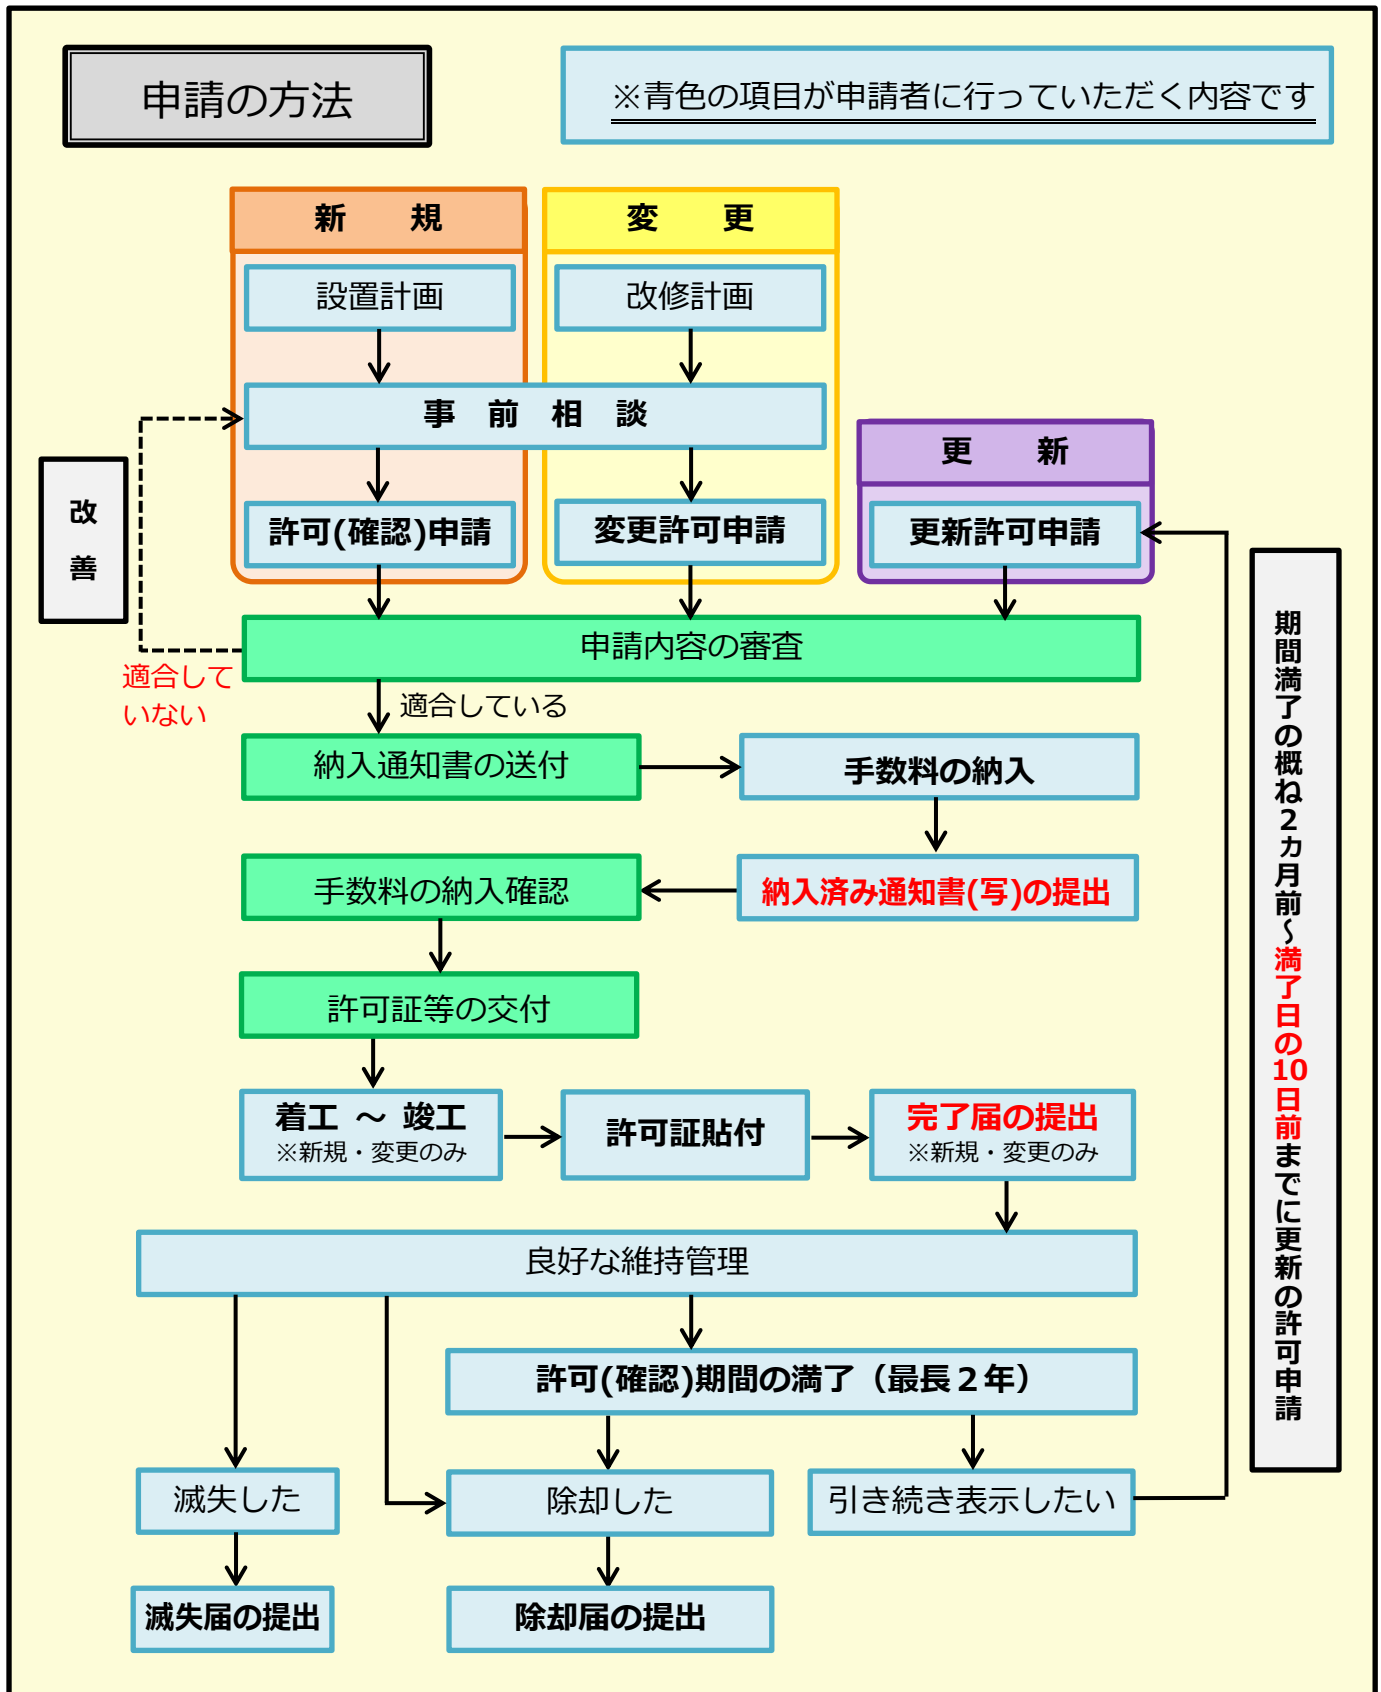 申請の方法
※青色の項目が申請者に行っていただく内容です
新　　規
変　　更
設置計画
改修計画
事　前　相　談
更　　新
改
善
許可(確認)申請
変更許可申請
更新許可申請
申請内容の審査
適合して
いない
適合している
納入通知書の送付
手数料の納入
手数料の納入確認
納入済み通知書(写)の提出
許可証等の交付
着工 ～ 竣工
※新規・変更のみ
許可証貼付
完了届の提出
※新規・変更のみ
良好な維持管理
許可(確認)期間の満了（最長２年）
滅失した
除却した
引き続き表示したい
滅失届の提出
除却届の提出
期間満了の概ね２カ月前～満了日の10日前までに更新の許可申請